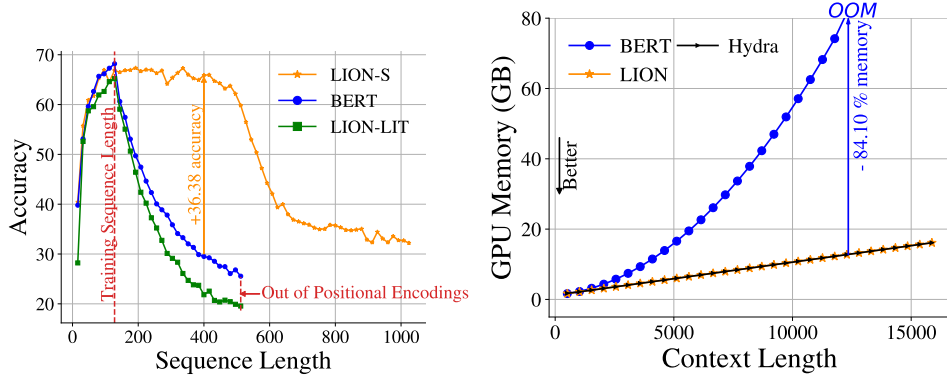 70
60
50
40
30
20
Accuracy
0
200
400
600
800
1000
Sequence Length
LION-S
BERT
LION-LIT
Training Sequence Length
+36.38 accuracy
Out of Positional Encodings
80
60
40
20
0
GPU Memory (GB)
0
5000
10000
15000
Context Length
OOM
BERT
Hydra
LION
Better
- 84.10 % memory